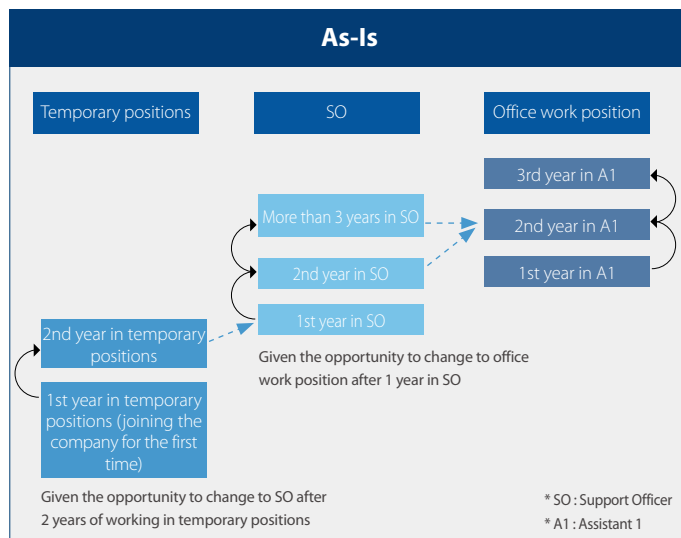 As-Is
Temporary positions
SO
Office work position
3rd year in A1
More than 3 years in SO
2nd year in A1
2nd year in SO
1st year in A1
1st year in SO
2nd year in temporary
positions
Given the opportunity to change to office
work position after 1 year in SO
1st year in temporary
positions (joining the
company for the first
time)
Given the opportunity to change to SO after
2 years of working in temporary positions
* SO : Support Officer
* A1 : Assistant 1